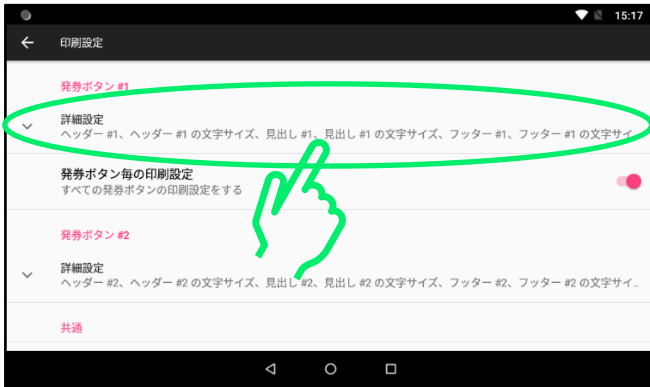 15:17
印刷設定
発券ボタン #1
詳細設定
ヘッダー #1、ヘッダー #1 の文字サイズ、見出し #1、見出し #1 の文字サイズ、フッター #1、フッター #1 の文字サイ..
発券ボタン毎の印刷設定
すべての発券ボタンの印刷設定をする
発券ボタン #2
詳細設定
ヘッダー #2、ヘッダー #2 の文字サイズ、見出し #2、見出し #2 の文字サイズ、フッター #2、フッター #2 の文字サイ..
共通